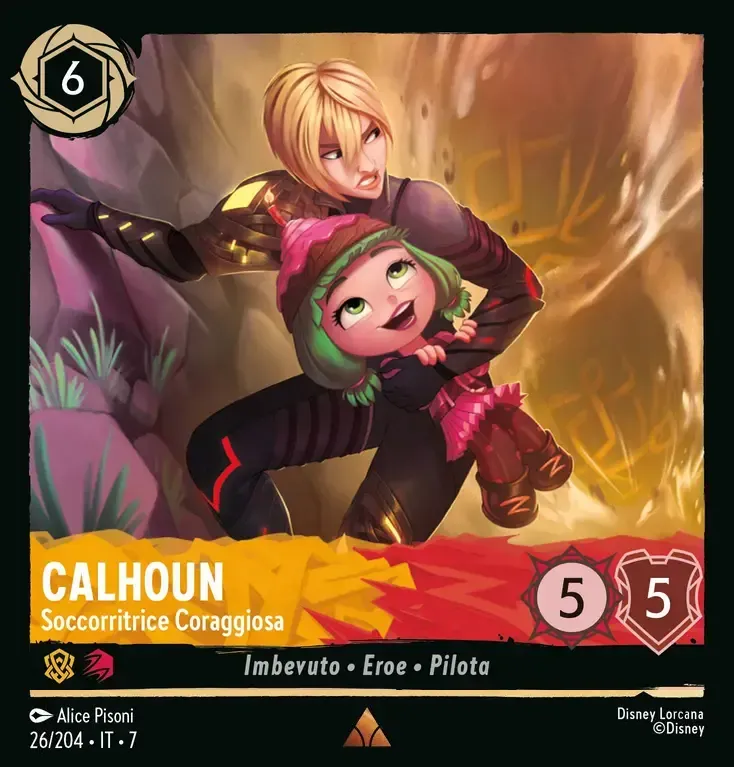 6
CALHOUN
Soccorritrice Coraggiosa
5
5
Imbevuto • Eroe • Pilota
Alice Pisoni
26/204 • IT • 7
Disney Lorcana
©Disney